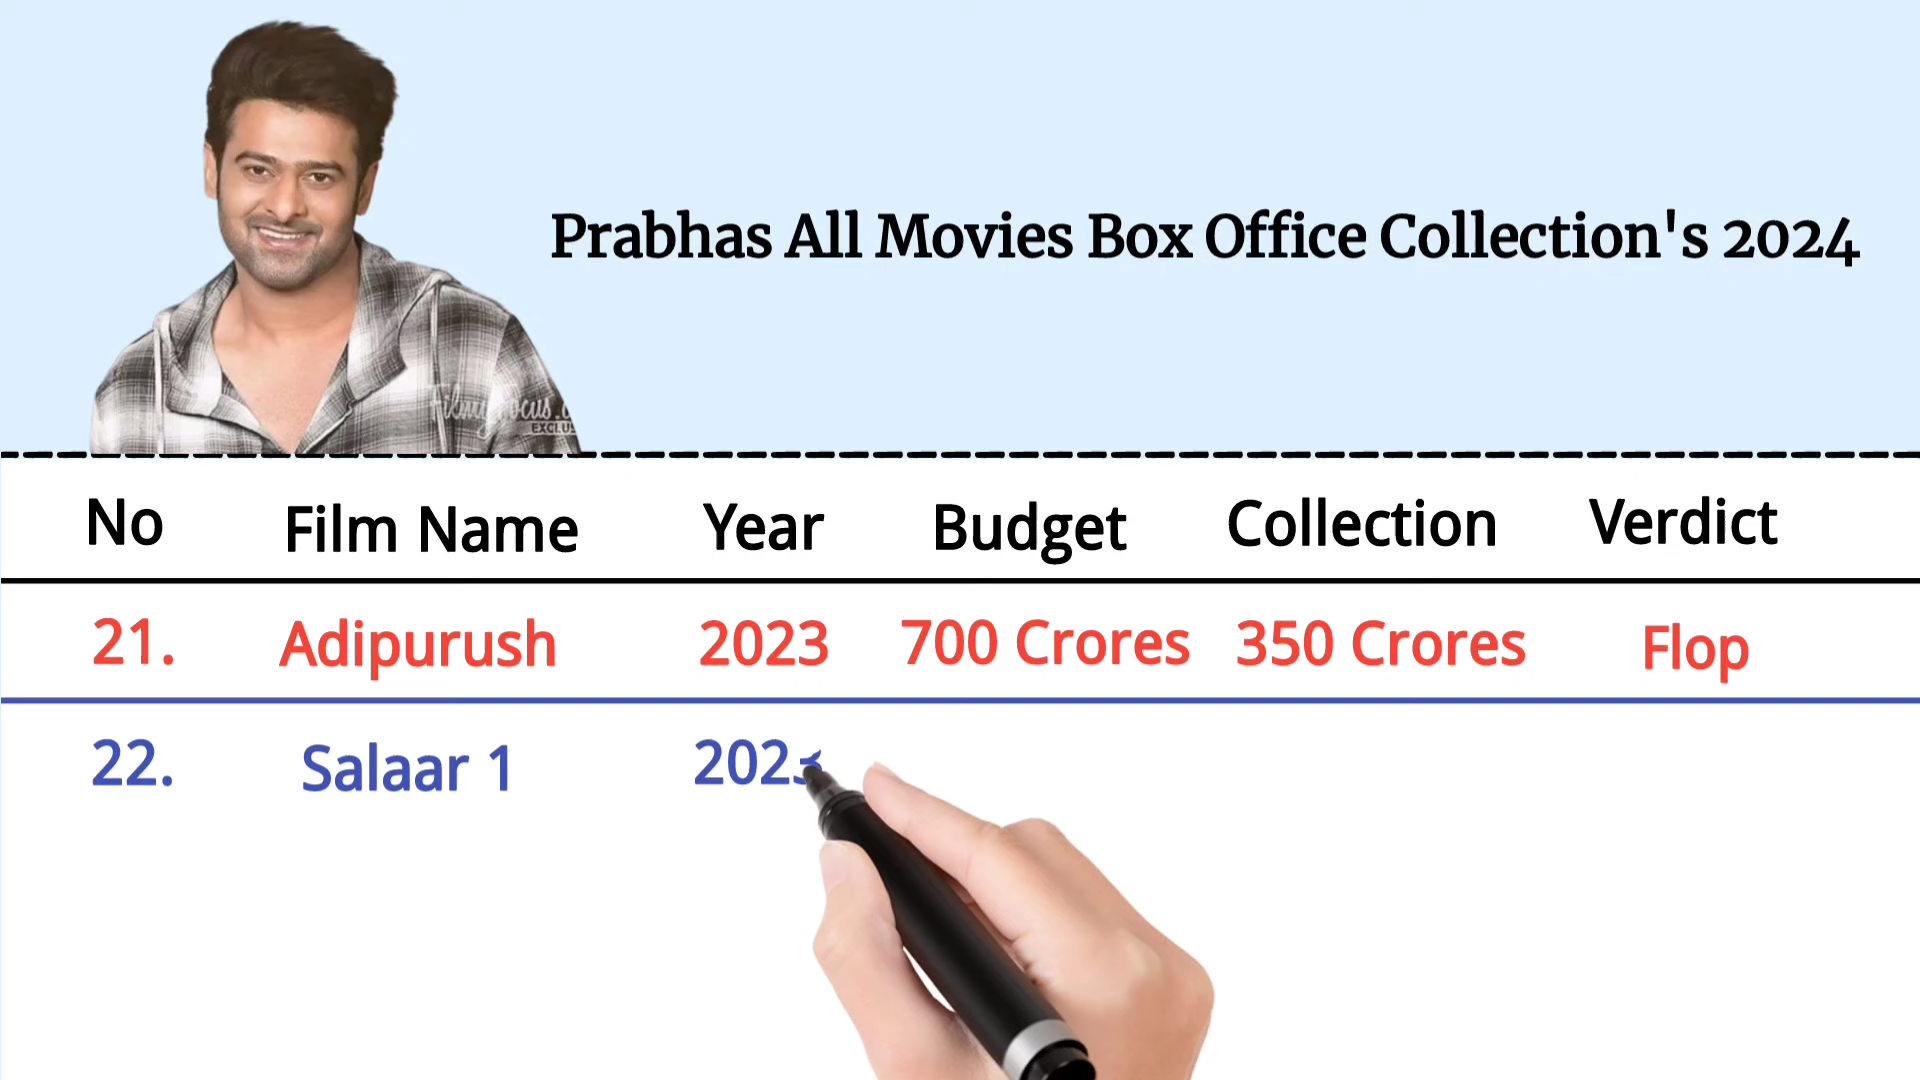 Prabhas All Movies Box Office Collection's 2024
No Film Name Year Budget Collection Verdict
21. Adipurush 2023 700 Crores 350 Crores Flop
22. Salaar 1 2023